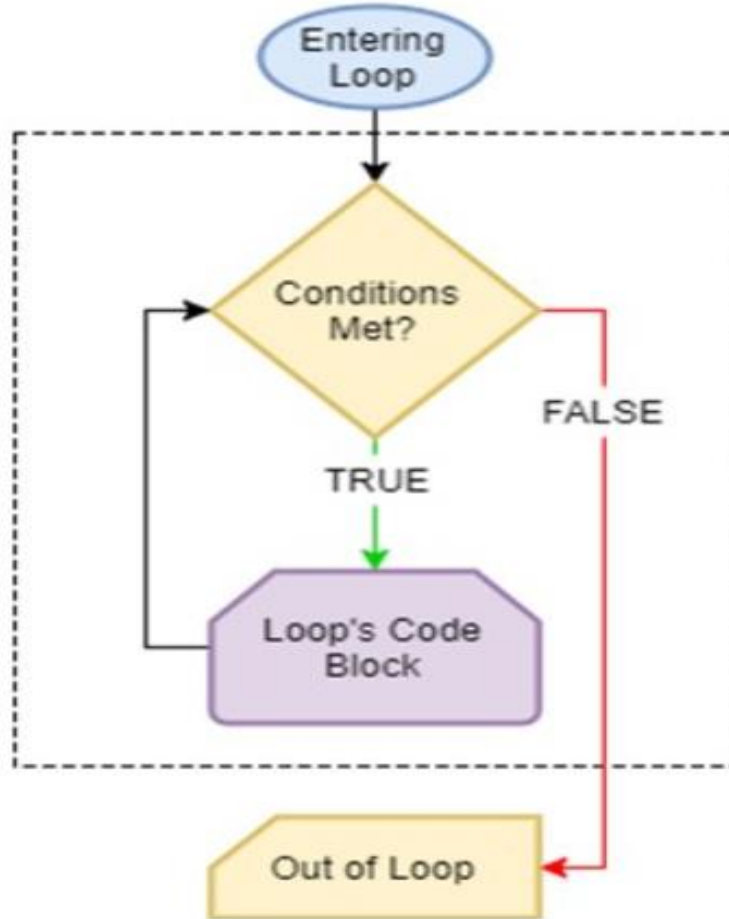 Entering
Loop
Conditions
Met?
FALSE
TRUE
Loop's Code
Block
Out of Loop